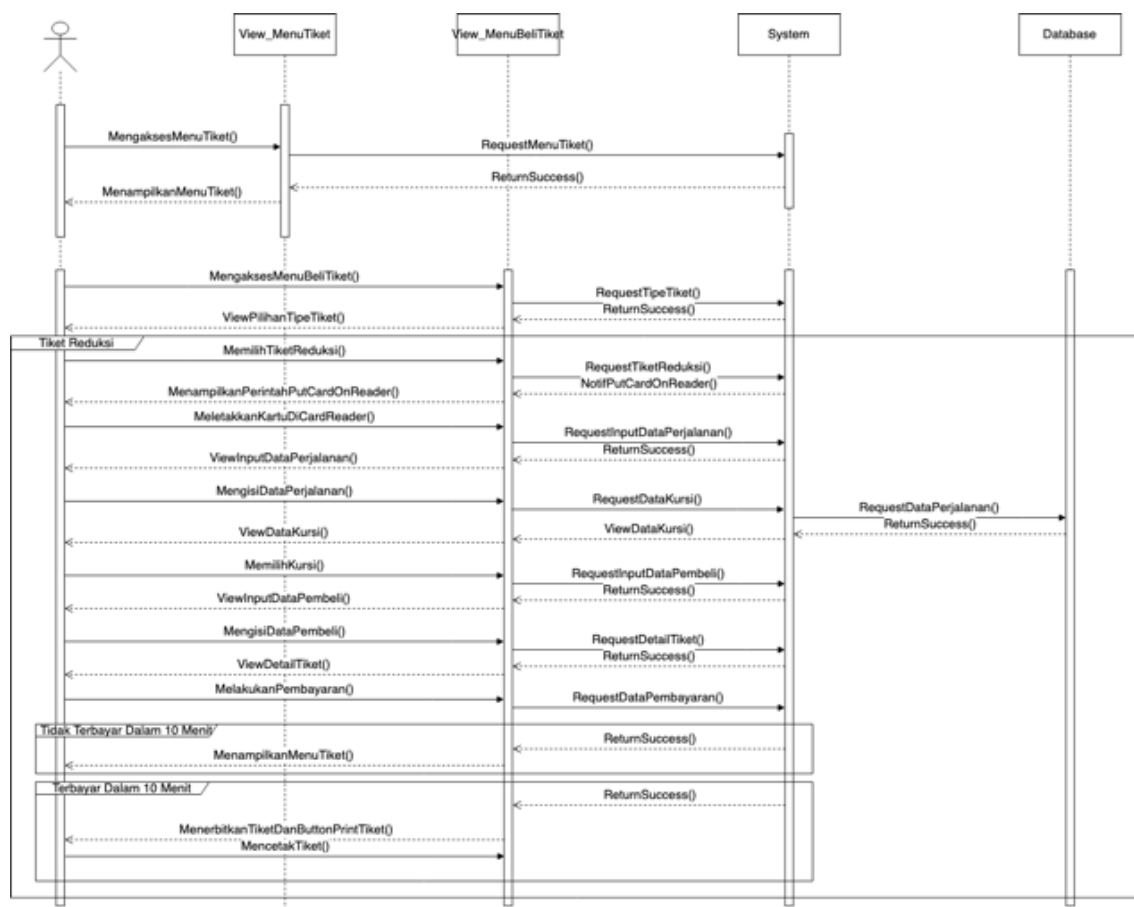 View_MenuTiket
View_MenuBeliTiket
System
Database
MengaksesMenuTiket()
RequestMenuTiket()
ReturnSuccess()
MenampilkanMenuTiket()
MengaksesMenuBeliTiket()
RequestTipeTiket()
ReturnSuccess()
ViewPilihanTipeTiket()
Tiket Reduksi
MemilihTiketReduksi()
RequestTiketReduksi()
NotifPutCardOnReader()
MenampilkanPerintahPutCardOnReader()
MeletakkanKartuDiCardReader()
RequestInputDataPerjalanan()
ReturnSuccess()
ViewInputDataPerjalanan()
MengisiDataPerjalanan()
RequestDataKursi()
RequestDataPerjalanan()
ReturnSuccess()
ViewDataKursi()
ViewDataKursi()
MemilihKursi()
RequestInputDataPembeli()
ReturnSuccess()
ViewInputDataPembeli()
MengisiDataPembeli()
RequestDetailTiket()
ReturnSuccess()
ViewDetailTiket()
MelakukanPembayaran()
RequestDataPembayaran()
Tidak Terbayar Dalam 10 Menit
ReturnSuccess()
MenampilkanMenuTiket()
Terbayar Dalam 10 Menit
ReturnSuccess()
MenerbitkanTiketDanButtonPrintTiket()
MencetakTiket()